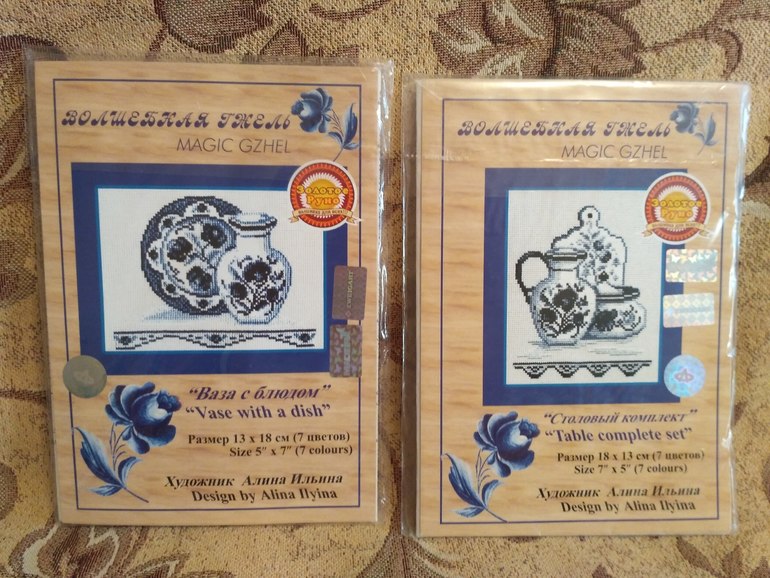 ВОЛШЕБНАЯ ГЖЕЛЬ
MAGIC GZHEL
Золотое
Руно
"Ваза с блюдом"
"Vase with a dish"
Размер 13 х 18 см (7 цветов)
Size 5" x 7" (7 colours)
Художник Алина Ильина
Design by Alina Ilyina
ВОЛШЕБНАЯ ГЖЕЛЬ
MAGIC GZHEL
Золотое
Руно
"Столовый комплект"
"Table complete set"
Размер 18 х 13 см (7 цветов)
Size 7" x 5" (7 colours)
Художник Алина Ильина
Design by Alina Ilyina